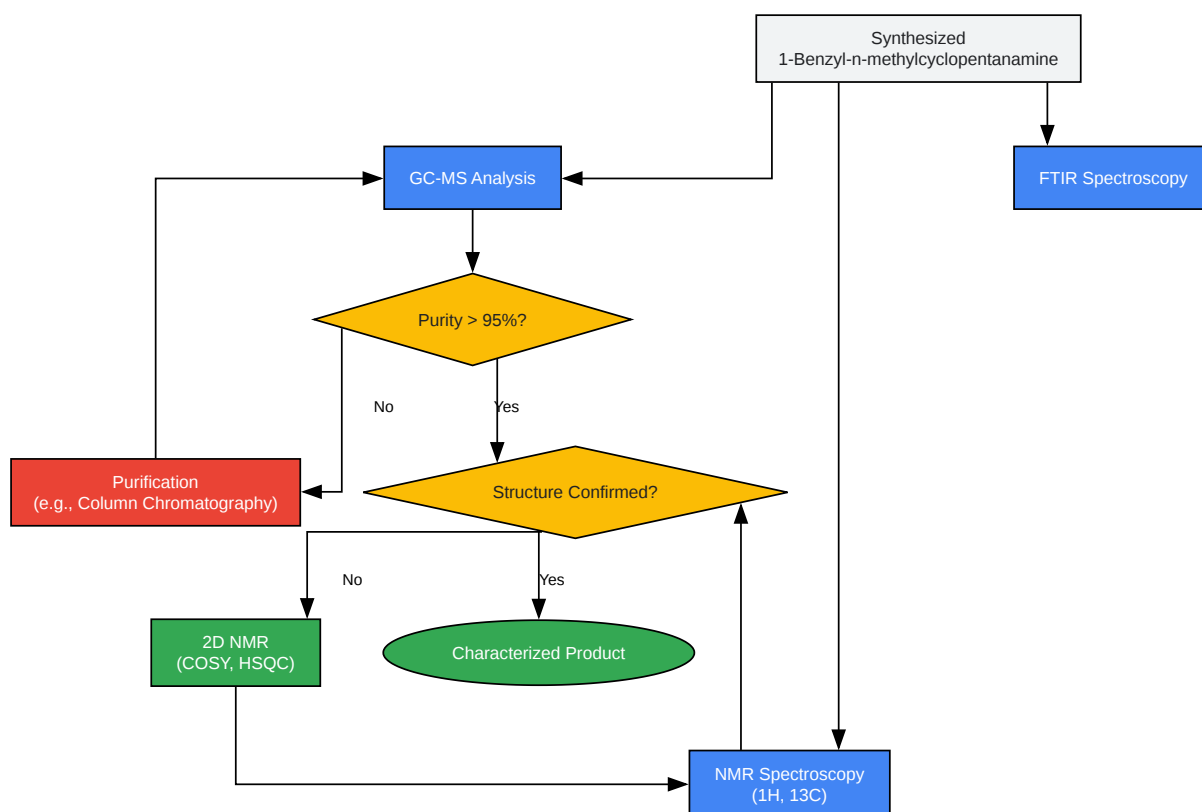 Synthesized
1-Benzyl-n-methylcyclopentanamine
GC-MS Analysis
FTIR Spectroscopy
Purity > 95%?
No
Yes
Purification
(e.g., Column Chromatography)
Structure Confirmed?
No
Yes
2D NMR
(COSY, HSQC)
Characterized Product
NMR Spectroscopy
(1H, 13C)